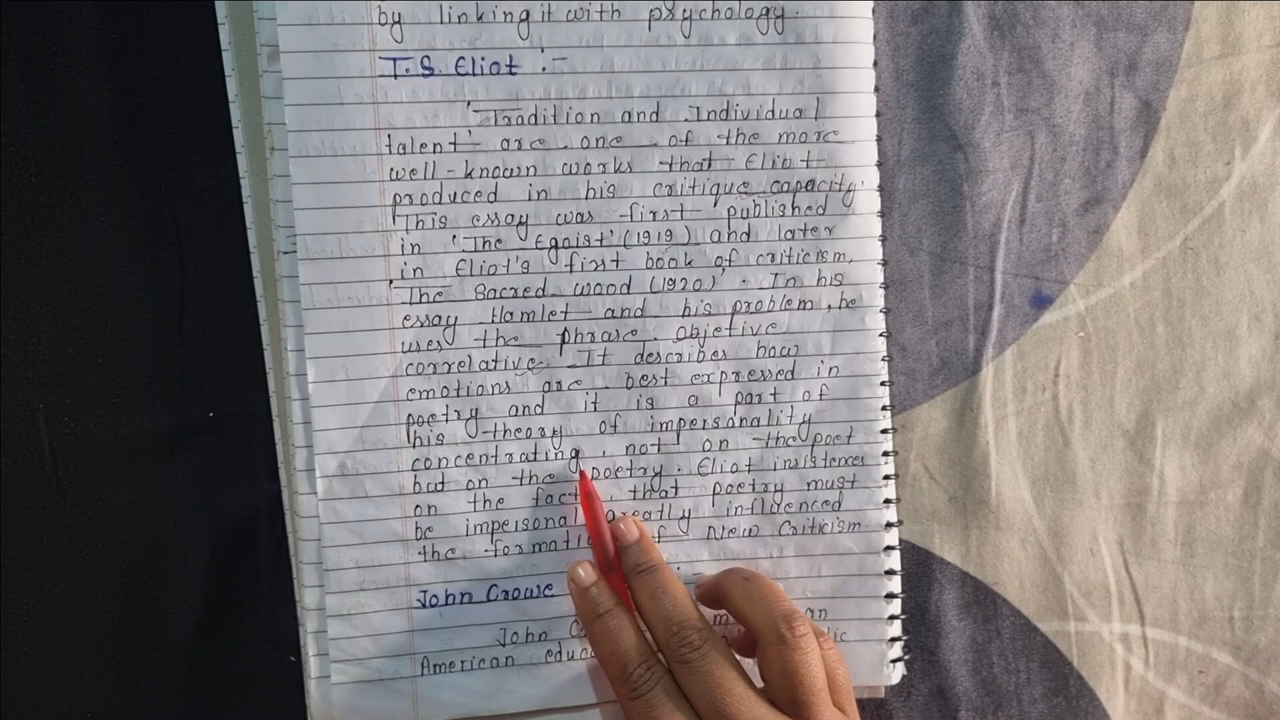 by linking it with psychology.
T.S. Eliot :-
'Tradition and Individual
talent' are one of the more
well-known works that Eliot
produced in his critique capacity.
This essay was first published
in 'The Egoist' (1919) and later
in Eliot's first book of criticism,
'The Sacred wood (1920)'. In his
essay Hamlet and his problem, he
uses the phrase objetive
correlative. It describes how
emotions are best expressed in
poetry and it is a part of
his theory of impersonality
concentrating, not on the poet
but on the poetry. Eliot insistences
on the fact that poetry must
be impersonal greatly influenced
the New Criticism.
John Crowe :-
John
American